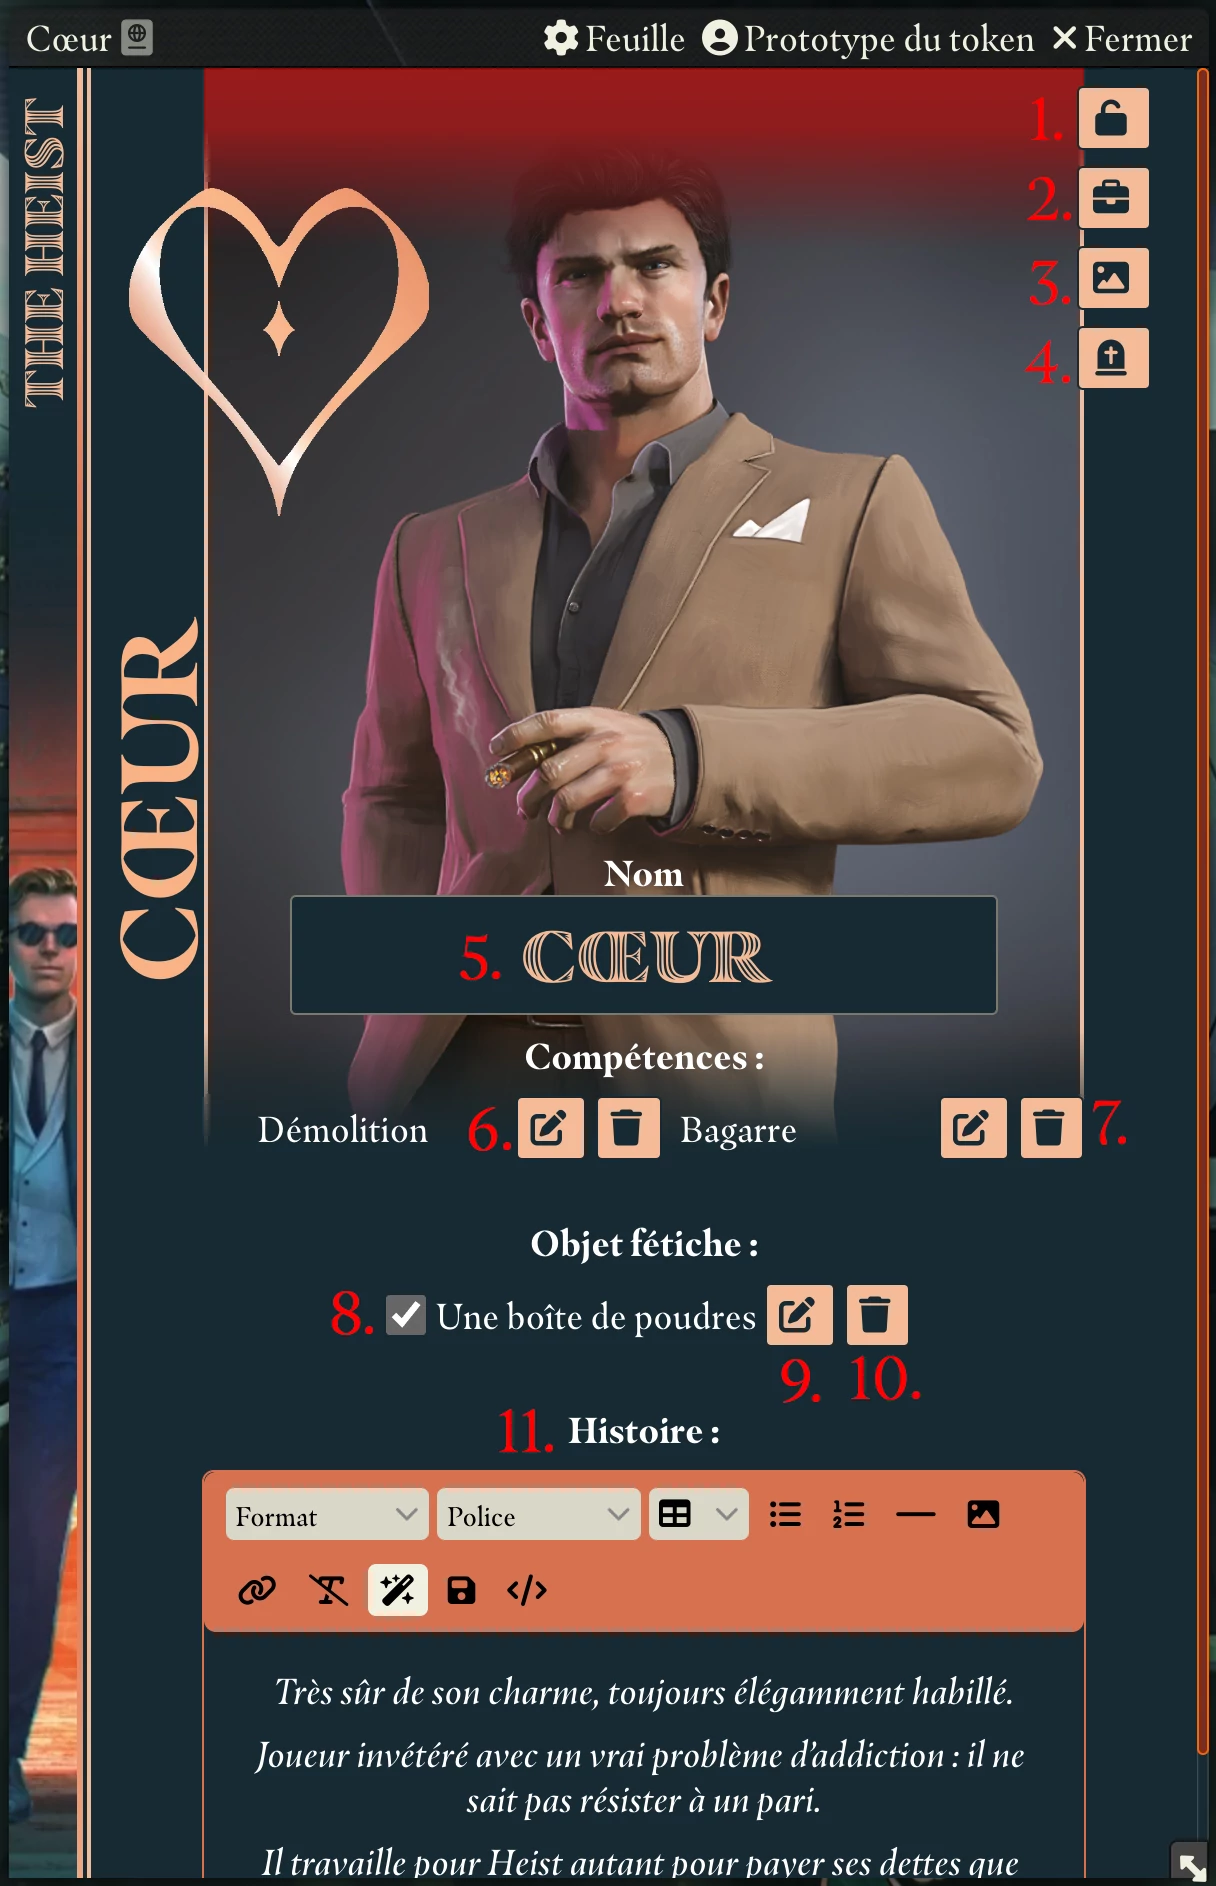 Cœur
Feuille
Prototype du token
Fermer
THE HEIST
1.
2.
3.
4.
CŒUR
Nom
5.
CŒUR
Compétences :
Démolition
6.
Bagarre
7.
Objet fétiche :
8.
Une boîte de poudres
9.
10.
11.
Histoire :
Format
Police
Très sûr de son charme, toujours élégamment habillé.
Joueur invétéré avec un vrai problème d’addiction : il ne
sait pas résister à un pari.
Il travaille pour Heist autant pour payer ses dettes que